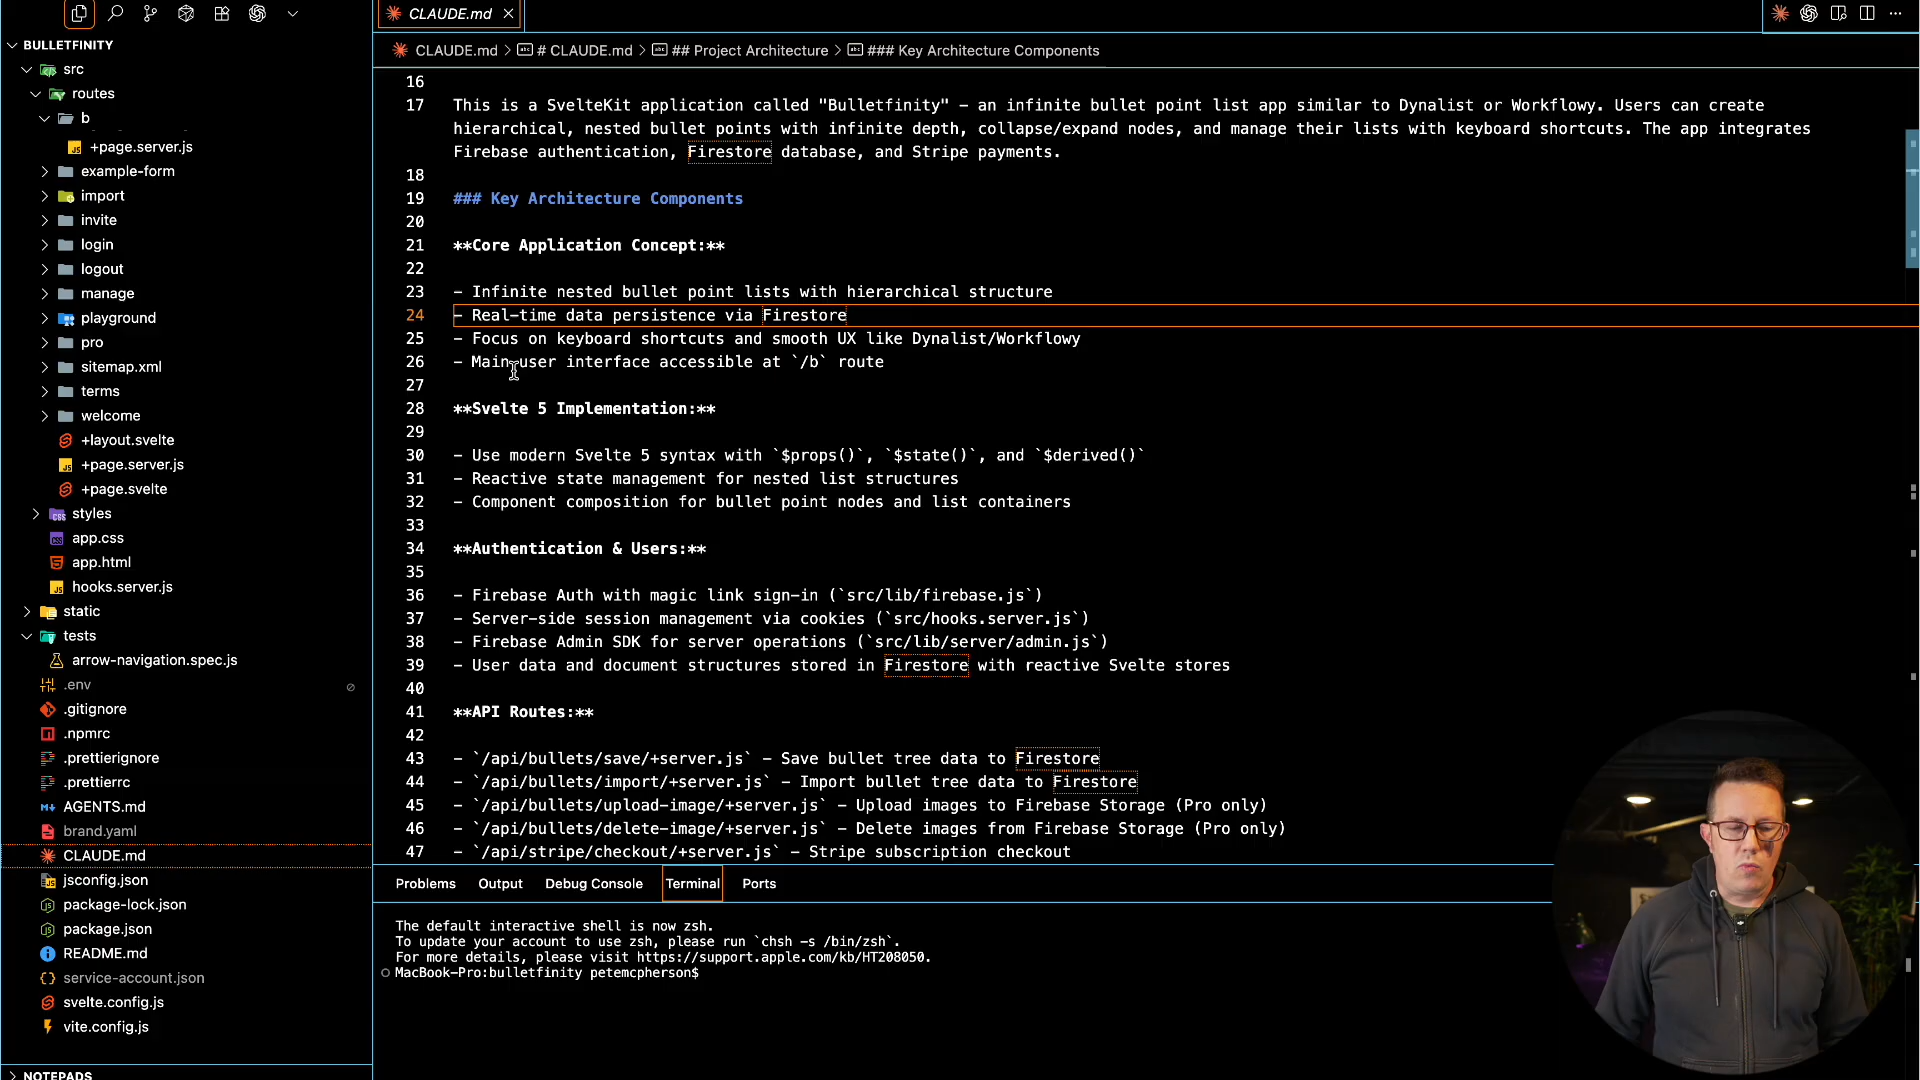 BULLETFINITY
src
routes
b
+page.server.js
example-form
import
invite
login
logout
manage
playground
pro
sitemap.xml
terms
welcome
+layout.svelte
+page.server.js
+page.svelte
styles
app.css
app.html
hooks.server.js
static
tests
arrow-navigation.spec.js
.env
.gitignore
.npmrc
.prettierignore
.prettierrc
AGENTS.md
brand.yaml
CLAUDE.md
jsconfig.json
package-lock.json
package.json
README.md
service-account.json
svelte.config.js
vite.config.js
NOTEPADS
CLAUDE.md
CLAUDE.md > # CLAUDE.md > ## Project Architecture > ### Key Architecture Components
16
17 This is a SvelteKit application called "Bulletfinity" – an infinite bullet point list app similar to Dynalist or Workflowy. Users can create
hierarchical, nested bullet points with infinite depth, collapse/expand nodes, and manage their lists with keyboard shortcuts. The app integrates
Firebase authentication, Firestore database, and Stripe payments.
18
19 ### Key Architecture Components
20
21 **Core Application Concept:**
22
23 - Infinite nested bullet point lists with hierarchical structure
24 - Real-time data persistence via Firestore
25 - Focus on keyboard shortcuts and smooth UX like Dynalist/Workflowy
26 - Main user interface accessible at `/b` route
27
28 **Svelte 5 Implementation:**
29
30 - Use modern Svelte 5 syntax with `$props()`, `$state()`, and `$derived()`
31 - Reactive state management for nested list structures
32 - Component composition for bullet point nodes and list containers
33
34 **Authentication & Users:**
35
36 - Firebase Auth with magic link sign-in (`src/lib/firebase.js`)
37 - Server-side session management via cookies (`src/hooks.server.js`)
38 - Firebase Admin SDK for server operations (`src/lib/server/admin.js`)
39 - User data and document structures stored in Firestore with reactive Svelte stores
40
41 **API Routes:**
42
43 - `/api/bullets/save/+server.js` - Save bullet tree data to Firestore
44 - `/api/bullets/import/+server.js` - Import bullet tree data to Firestore
45 - `/api/bullets/upload-image/+server.js` - Upload images to Firebase Storage (Pro only)
46 - `/api/bullets/delete-image/+server.js` - Delete images from Firebase Storage (Pro only)
47 - `/api/stripe/checkout/+server.js` - Stripe subscription checkout
Problems Output Debug Console Terminal Ports
The default interactive shell is now zsh.
To update your account to use zsh, please run `chsh -s /bin/zsh`.
For more details, please visit https://support.apple.com/kb/HT208050.
MacBook-Pro:bulletfinity petemcpherson$